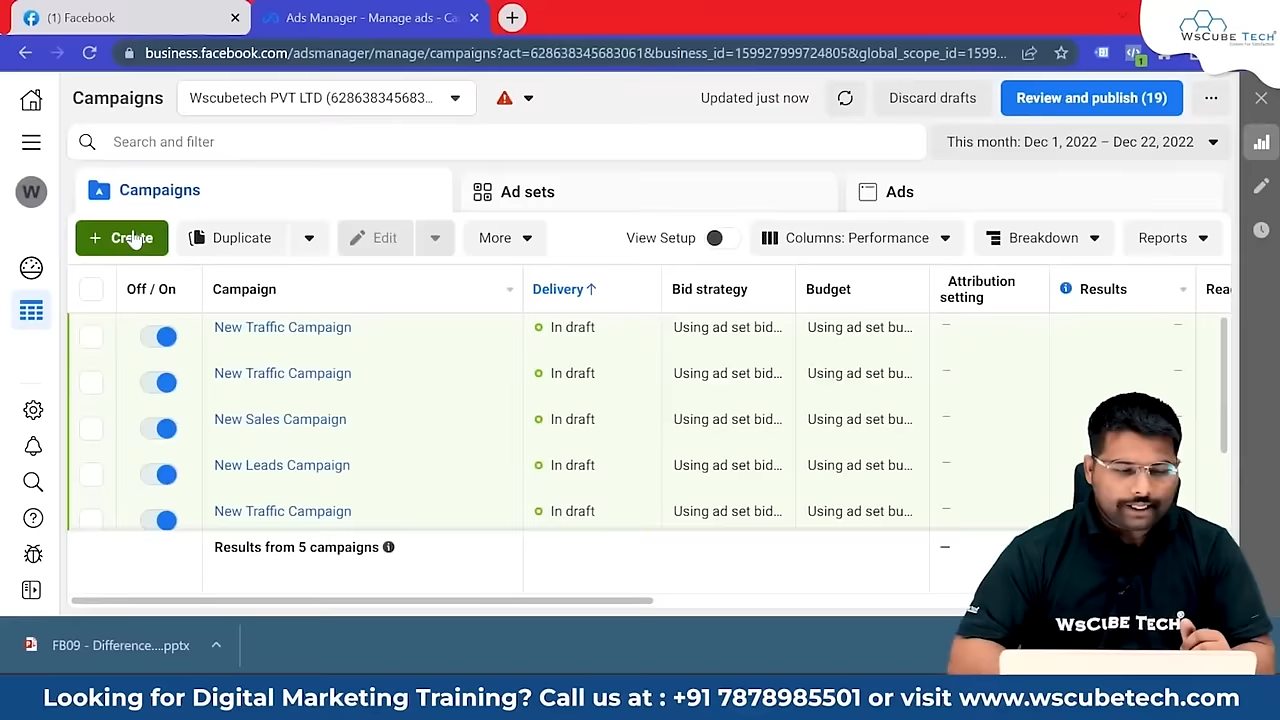 (1) Facebook
Ads Manager - Manage ads - Ca
WsCUBE TECH
business.facebook.com/adsmanager/manage/campaigns?act=628638345683061&business_id=1599279997248​05&global_scope_id=1599...
1
Campaigns
Wscubetech PVT LTD (628638345683...
Updated just now
Discard drafts
Review and publish (19)
W
Search and filter
This month: Dec 1, 2022 – Dec 22, 2022
Campaigns
Ad sets
Ads
+ Create
Duplicate
Edit
More
View Setup
Columns: Performance
Breakdown
Reports
Off / On
Campaign
Delivery ↑
Bid strategy
Budget
Attribution
setting
Results
Rea
New Traffic Campaign
In draft
Using ad set bid...
Using ad set bu...
—
—
New Traffic Campaign
In draft
Using ad set bid...
Using ad set bu...
—
—
New Sales Campaign
In draft
Using ad set bid...
Using ad set bu...
—
New Leads Campaign
In draft
Using ad set bid...
Using ad set bu...
—
New Traffic Campaign
In draft
Using ad set bid...
Using ad set bu...
—
Results from 5 campaigns
—
WsCUBE TECH
FB09 - Difference....pptx
Looking for Digital Marketing Training? Call us at : +91 7878985501 or visit www.wscubetech.com